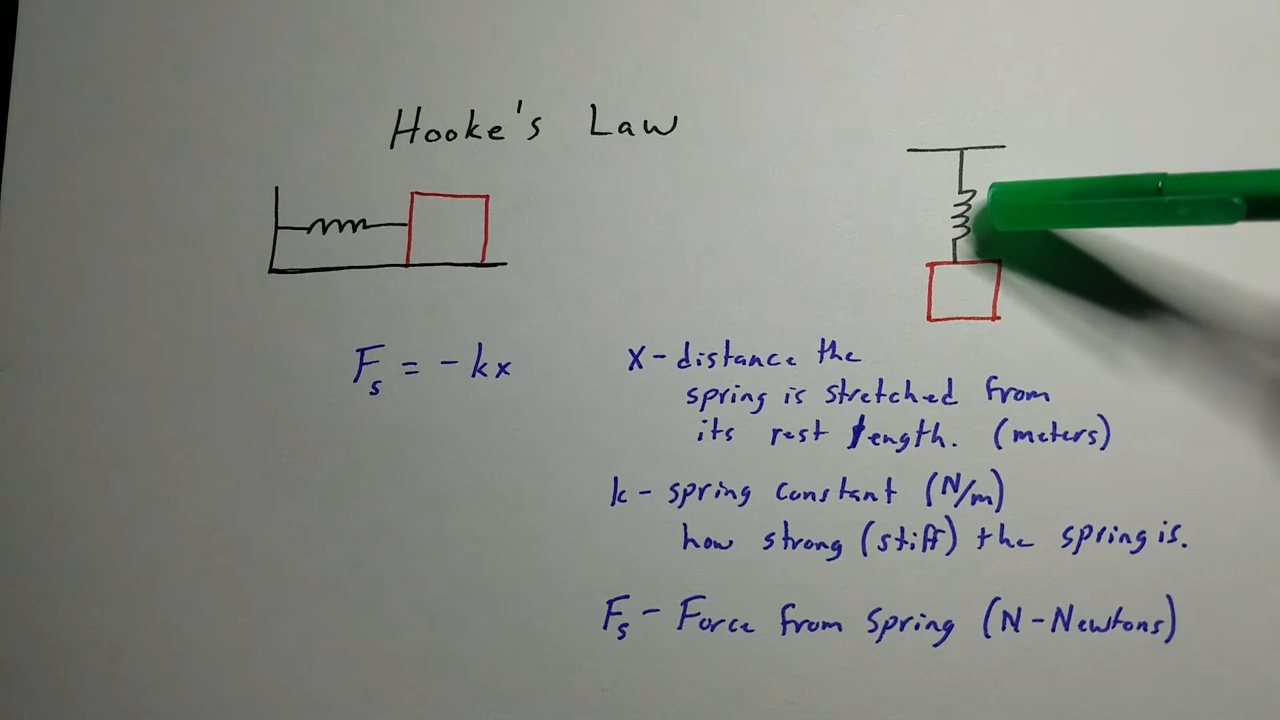 Hooke's Law
Fs = -kx
x - distance the
spring is stretched from
its rest length. (meters)
k - spring constant (N/m)
how strong (stiff) the spring is.
Fs - Force from spring (N - Newtons)